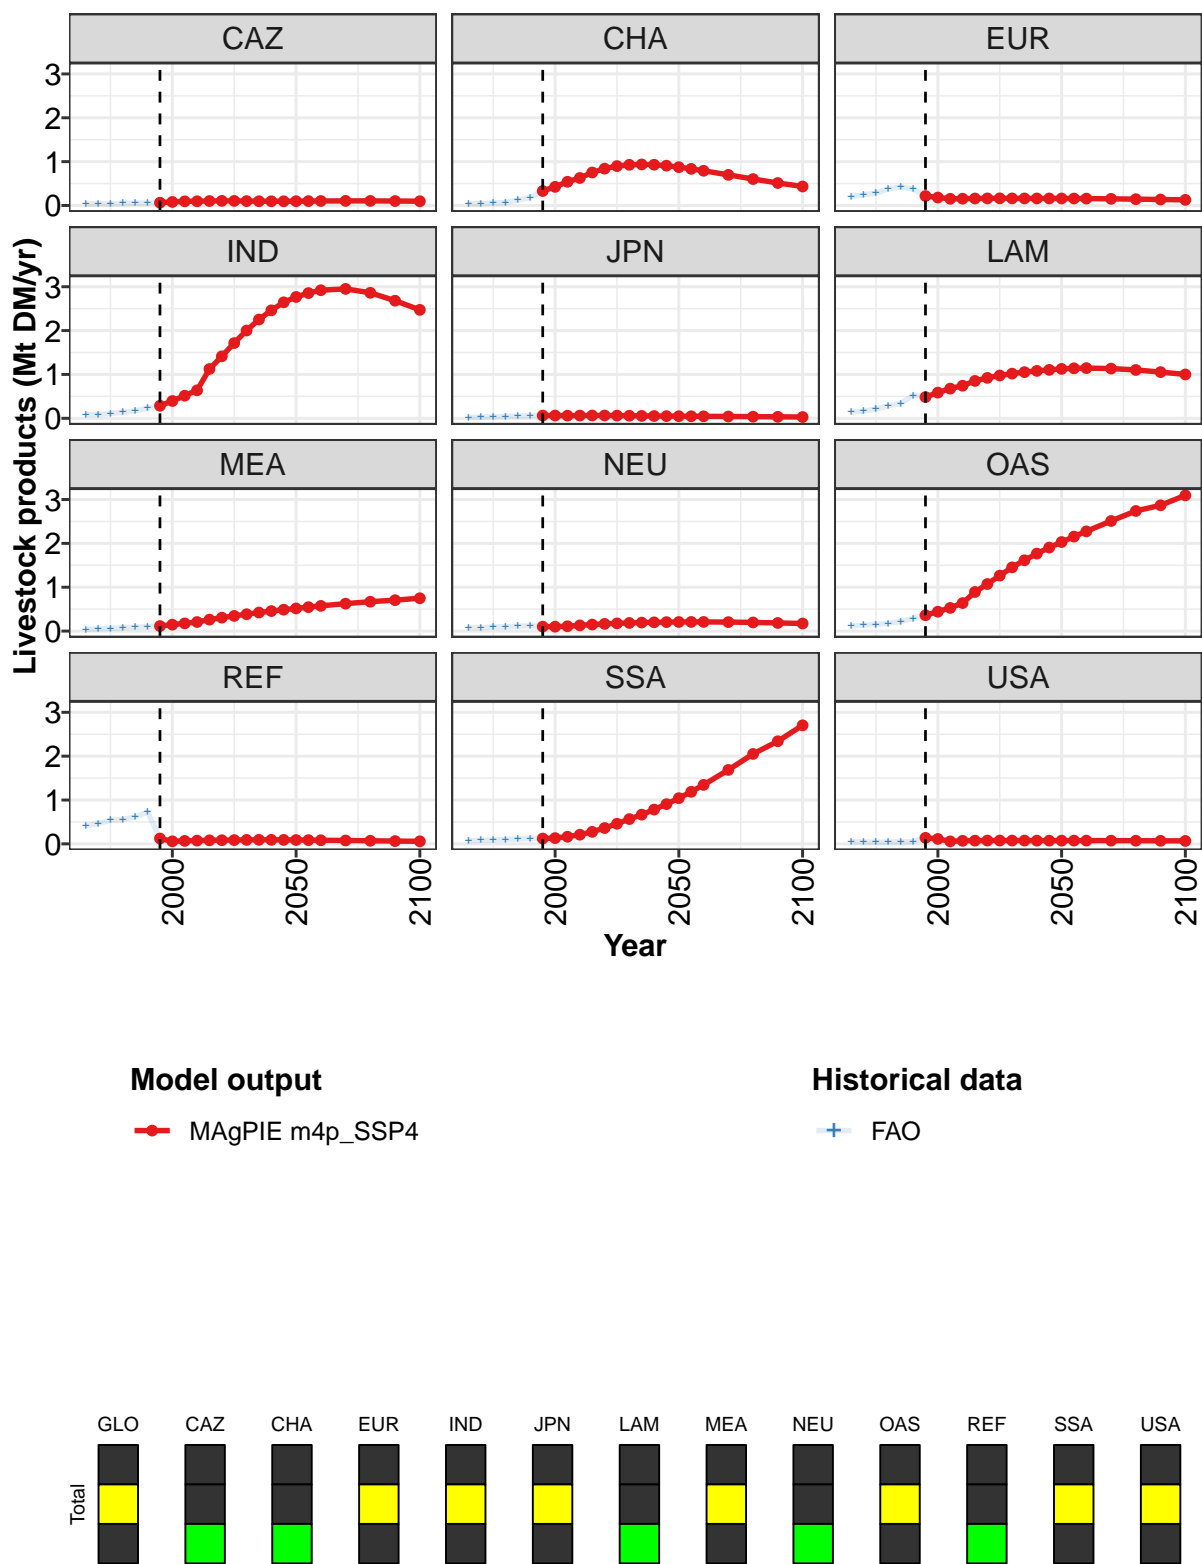 CAZ CHA EUR
3
2
1
0
IND JPN LAM
3
2
1
0
MEA NEU OAS
3
2
1
0
REF SSA USA
3
2
1
0
Livestock products (Mt DM/yr)
2000 2050 2100 2000 2050 2100 2000 2050 2100
Year
Model output Historical data
MAgPIE m4p_SSP4 FAO
GLO CAZ CHA EUR IND JPN LAM MEA NEU OAS REF SSA USA
Total